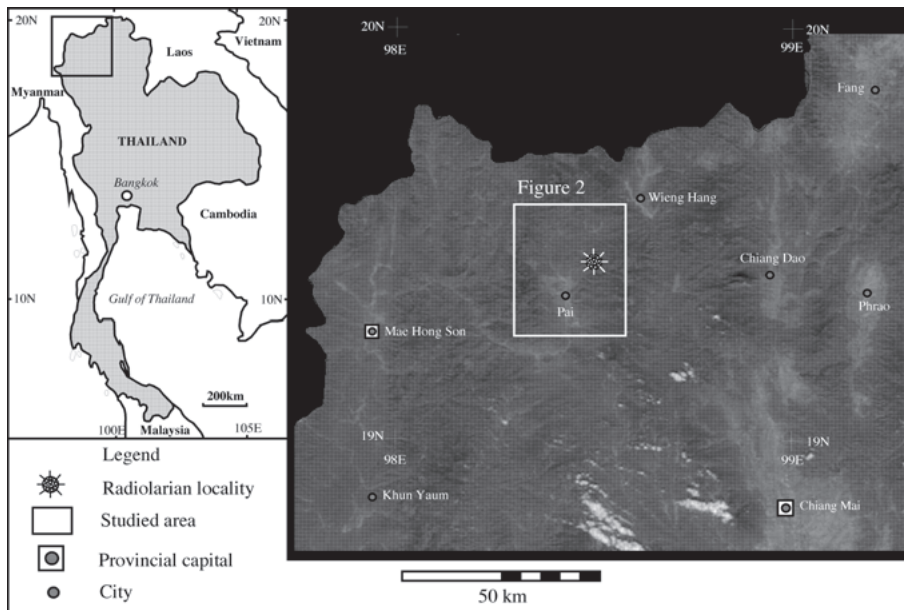 20N
Vietnam
Laos
Myanmar
THAILAND
Bangkok
Cambodia
10N
Gulf of Thailand
10N
200km
100E
Malaysia
105E
Legend
Radiolarian locality
Studied area
Provincial capital
City
20N
98E
20N
99E
Fang
Figure 2
Wieng Hang
Chiang Dao
Pai
Phrao
Mae Hong Son
19N
98E
19N
99E
Khun Yaum
Chiang Mai
50 km